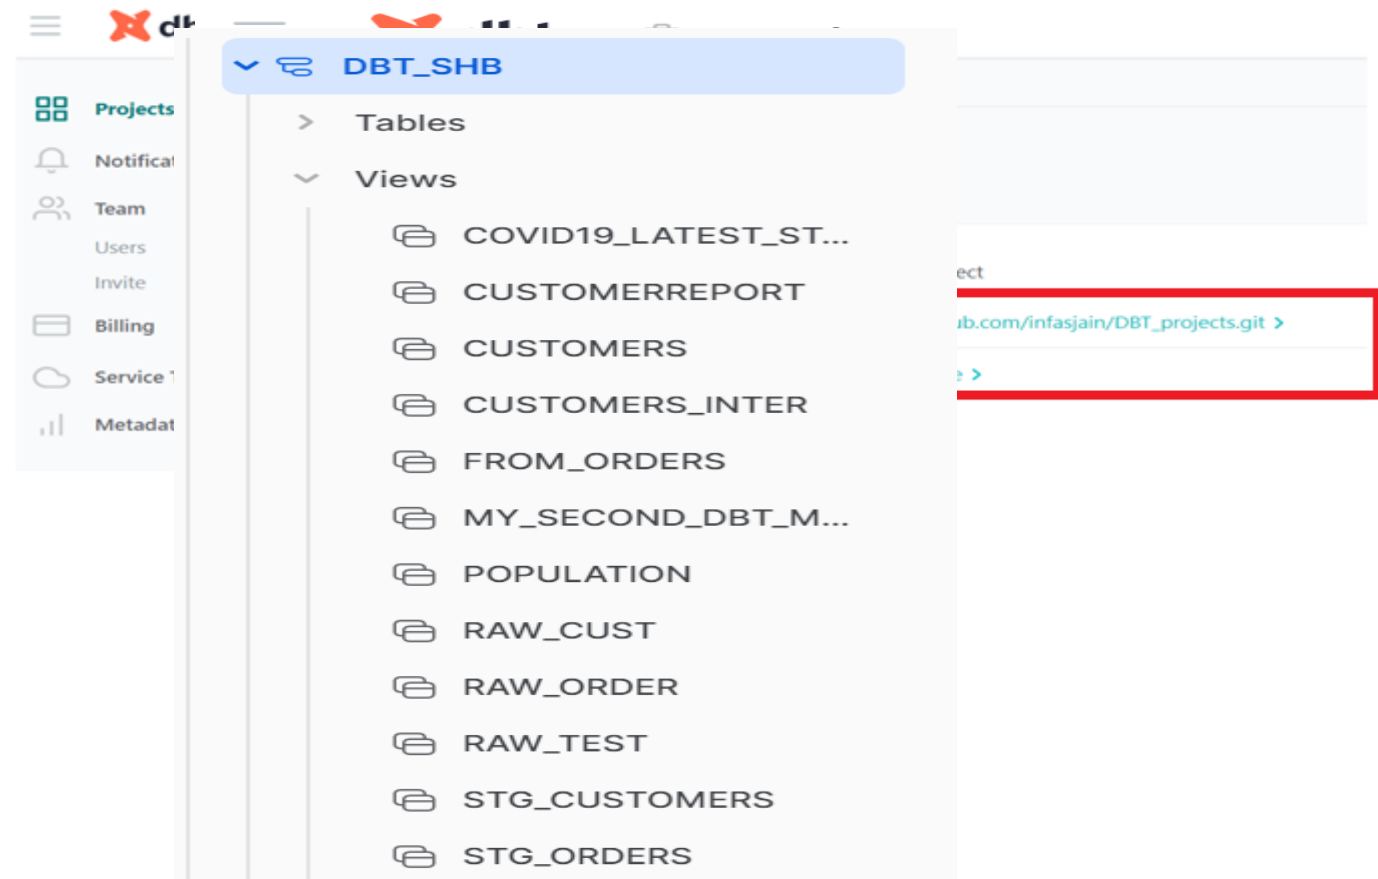 Projects
Notificat
Team
Users
Invite
Billing
Service
Metadat
DBT_SHB
Tables
Views
COVID19_LATEST_ST...
CUSTOMERREPORT
CUSTOMERS
CUSTOMERS_INTER
FROM_ORDERS
MY_SECOND_DBT_M...
POPULATION
RAW_CUST
RAW_ORDER
RAW_TEST
STG_CUSTOMERS
STG_ORDERS
ect
ub.com/infasjain/DBT_projects.git >